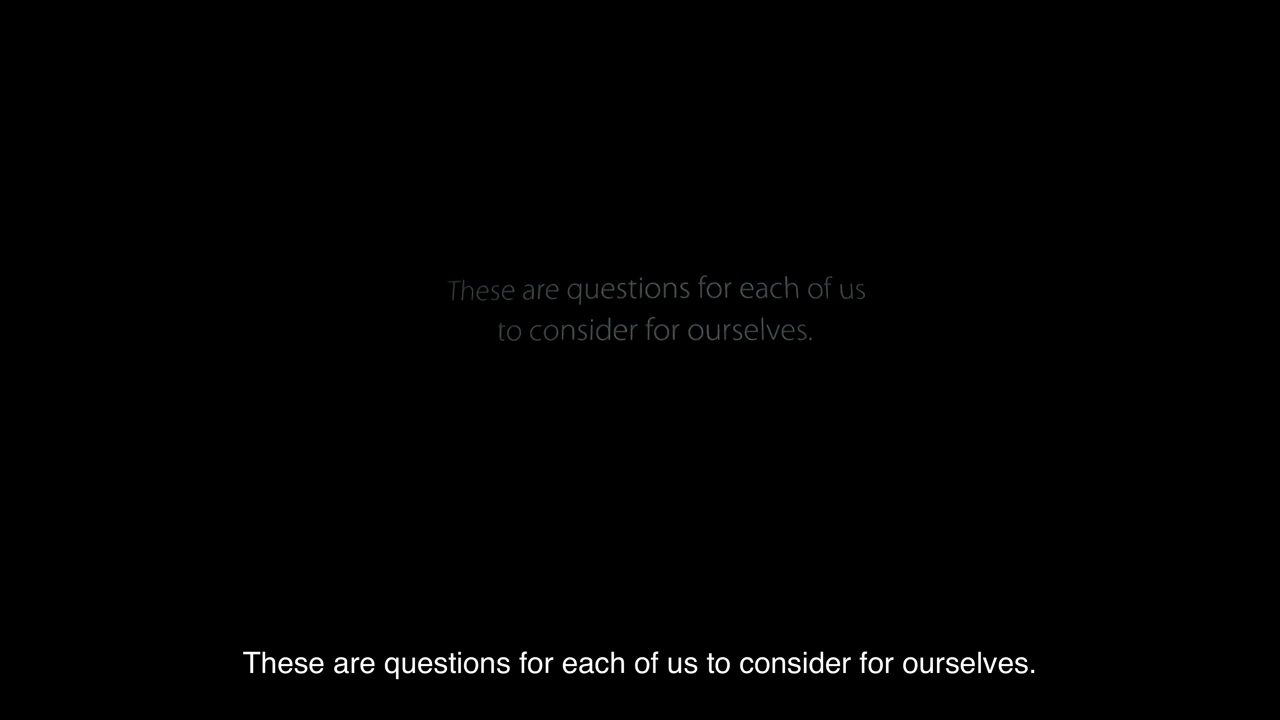 These are questions for each of us
to consider for ourselves.
These are questions for each of us to consider for ourselves.